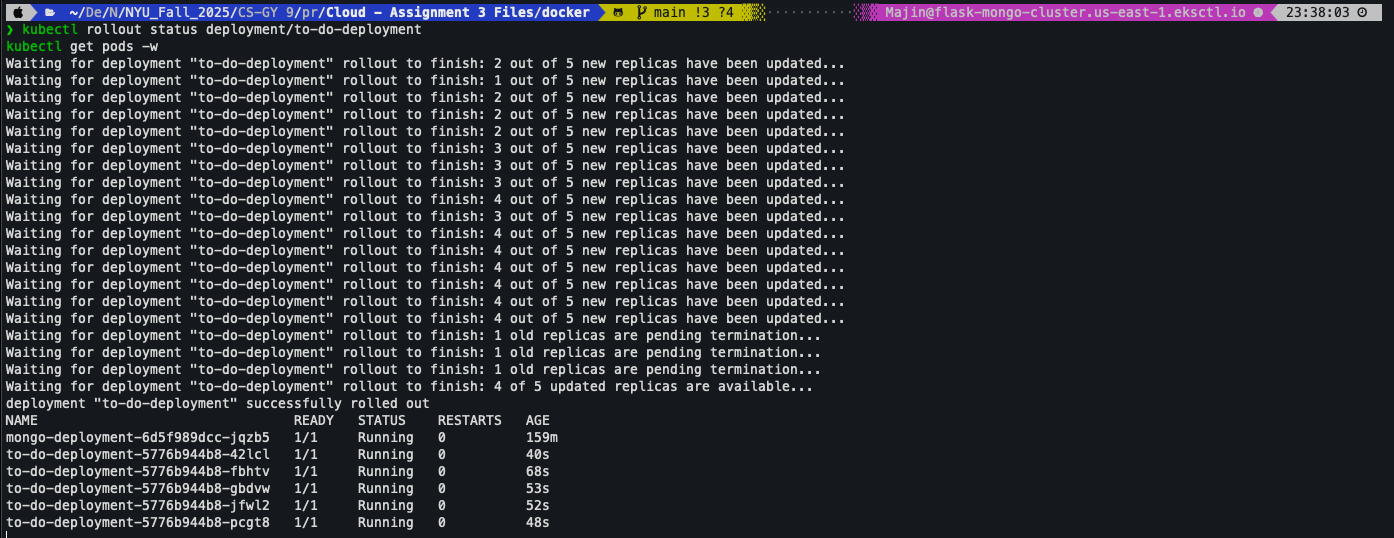 ~/De/N/NYU_Fall_2025/CS-GY 9/pr/Cloud – Assignment 3 Files/docker main !3 ?4 Majin@flask-mongo-cluster.us-east-1.eksctl.io 23:38:03
❯ kubectl rollout status deployment/to-do-deployment
kubectl get pods -w
Waiting for deployment "to-do-deployment" rollout to finish: 2 out of 5 new replicas have been updated...
Waiting for deployment "to-do-deployment" rollout to finish: 1 out of 5 new replicas have been updated...
Waiting for deployment "to-do-deployment" rollout to finish: 2 out of 5 new replicas have been updated...
Waiting for deployment "to-do-deployment" rollout to finish: 2 out of 5 new replicas have been updated...
Waiting for deployment "to-do-deployment" rollout to finish: 2 out of 5 new replicas have been updated...
Waiting for deployment "to-do-deployment" rollout to finish: 3 out of 5 new replicas have been updated...
Waiting for deployment "to-do-deployment" rollout to finish: 3 out of 5 new replicas have been updated...
Waiting for deployment "to-do-deployment" rollout to finish: 3 out of 5 new replicas have been updated...
Waiting for deployment "to-do-deployment" rollout to finish: 4 out of 5 new replicas have been updated...
Waiting for deployment "to-do-deployment" rollout to finish: 3 out of 5 new replicas have been updated...
Waiting for deployment "to-do-deployment" rollout to finish: 4 out of 5 new replicas have been updated...
Waiting for deployment "to-do-deployment" rollout to finish: 4 out of 5 new replicas have been updated...
Waiting for deployment "to-do-deployment" rollout to finish: 4 out of 5 new replicas have been updated...
Waiting for deployment "to-do-deployment" rollout to finish: 4 out of 5 new replicas have been updated...
Waiting for deployment "to-do-deployment" rollout to finish: 4 out of 5 new replicas have been updated...
Waiting for deployment "to-do-deployment" rollout to finish: 4 out of 5 new replicas have been updated...
Waiting for deployment "to-do-deployment" rollout to finish: 1 old replicas are pending termination...
Waiting for deployment "to-do-deployment" rollout to finish: 1 old replicas are pending termination...
Waiting for deployment "to-do-deployment" rollout to finish: 1 old replicas are pending termination...
Waiting for deployment "to-do-deployment" rollout to finish: 4 of 5 updated replicas are available...
deployment "to-do-deployment" successfully rolled out
NAME READY STATUS RESTARTS AGE
mongo-deployment-6d5f989dcc-jqzb5 1/1 Running 0 159m
to-do-deployment-5776b944b8-42lcl 1/1 Running 0 40s
to-do-deployment-5776b944b8-fbhtv 1/1 Running 0 68s
to-do-deployment-5776b944b8-gbdvw 1/1 Running 0 53s
to-do-deployment-5776b944b8-jfwl2 1/1 Running 0 52s
to-do-deployment-5776b944b8-pcgt8 1/1 Running 0 48s